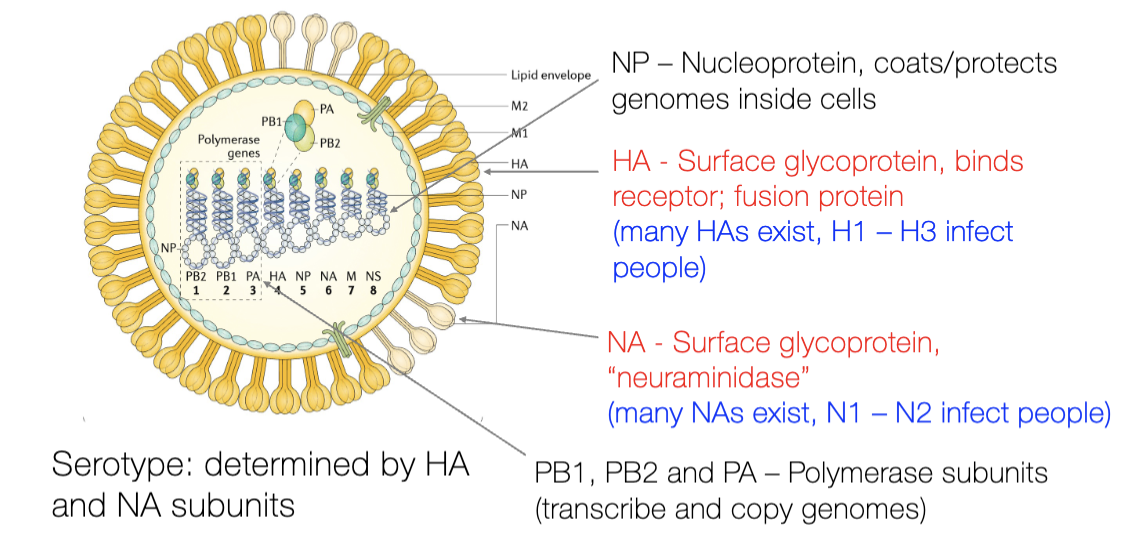 Lipid envelope
M2
M1
HA
NP
NA
PA
PB1
PB2
Polymerase
genes
NP
PB2 PB1 PA HA NP NA M NS
1 2 3 4 5 6 7 8
NP – Nucleoprotein, coats/protects
genomes inside cells
HA - Surface glycoprotein, binds
receptor; fusion protein
(many HAs exist, H1 – H3 infect
people)
NA - Surface glycoprotein,
“neuraminidase”
(many NAs exist, N1 – N2 infect people)
Serotype: determined by HA
and NA subunits
PB1, PB2 and PA – Polymerase subunits
(transcribe and copy genomes)